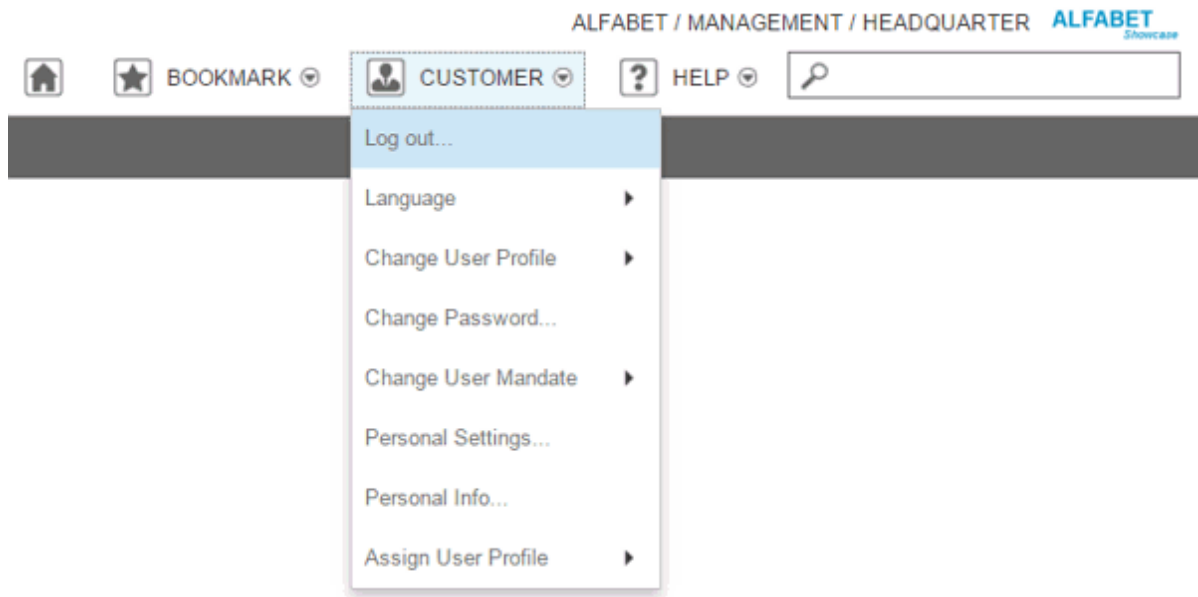 ALFABET / MANAGEMENT / HEADQUARTER ALFABET
Showcase
BOOKMARK CUSTOMER ? HELP
Log out...
Language
Change User Profile
Change Password...
Change User Mandate
Personal Settings...
Personal Info...
Assign User Profile